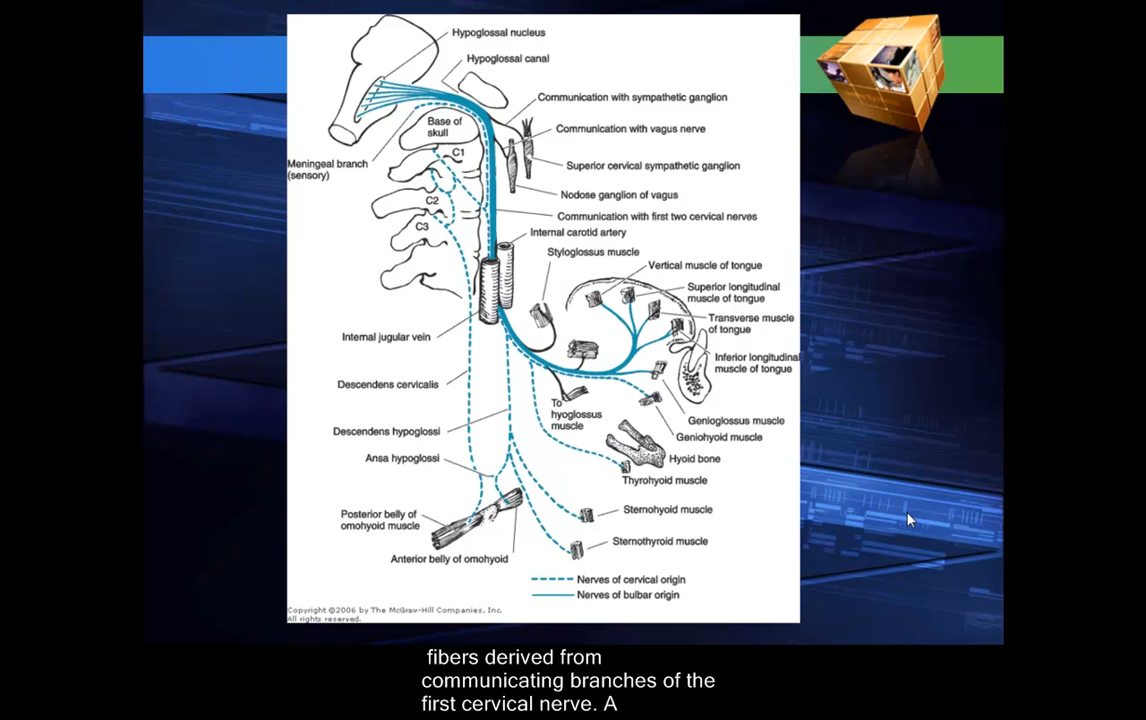 Hypoglossal nucleus
Hypoglossal canal
Communication with sympathetic ganglion
Base of
skull
Communication with vagus nerve
C1
Meningeal branch
(sensory)
Superior cervical sympathetic ganglion
Nodose ganglion of vagus
C2
Communication with first two cervical nerves
C3
Internal carotid artery
Styloglossus muscle
Vertical muscle of tongue
Superior longitudinal
muscle of tongue
Transverse muscle
of tongue
Internal jugular vein
Inferior longitudinal
muscle of tongue
Descendens cervicalis
To
hyoglossus
muscle
Genioglossus muscle
Descendens hypoglossi
Geniohyoid muscle
Ansa hypoglossi
Hyoid bone
Thyrohyoid muscle
Posterior belly of
omohyoid muscle
Sternohyoid muscle
Sternothyroid muscle
Anterior belly of omohyoid
Nerves of cervical origin
Nerves of bulbar origin
Copyright ©2006 by The McGraw-Hill Companies, Inc.
All rights reserved.
fibers derived from
communicating branches of the
first cervical nerve. A